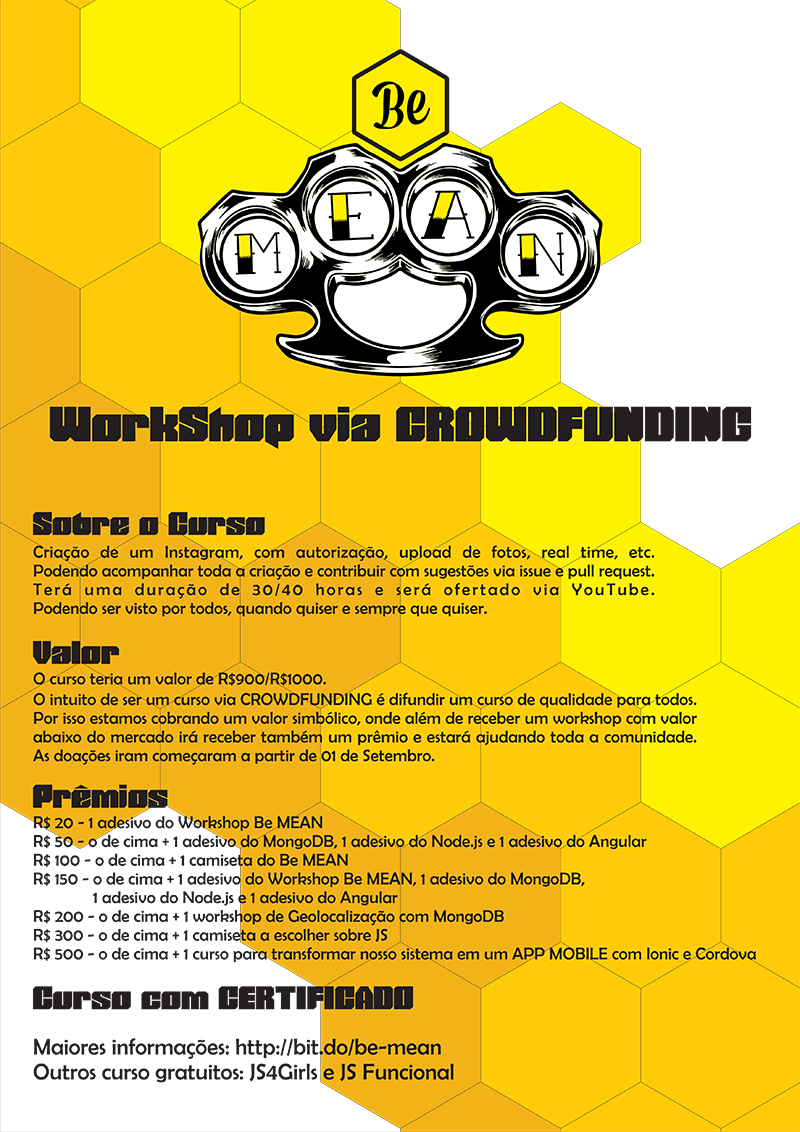 Be
MEAN
WorkShop via CROWDFUNDING
Sobre o Curso
Criação de um Instagram, com autorização, upload de fotos, real time, etc.
Podendo acompanhar toda a criação e contribuir com sugestões via issue e pull request.
Terá uma duração de 30/40 horas e será ofertado via YouTube.
Podendo ser visto por todos, quando quiser e sempre que quiser.
Valor
O curso teria um valor de R$900/R$1000.
O intuito de ser um curso via CROWDFUNDING é difundir um curso de qualidade para todos.
Por isso estamos cobrando um valor simbólico, onde além de receber um workshop com valor
abaixo do mercado irá receber também um prêmio e estará ajudando toda a comunidade.
As doações iram começaram a partir de 01 de Setembro.
Prêmios
R$ 20 - 1 adesivo do Workshop Be MEAN
R$ 50 - o de cima + 1 adesivo do MongoDB, 1 adesivo do Node.js e 1 adesivo do Angular
R$ 100 - o de cima + 1 camiseta do Be MEAN
R$ 150 - o de cima + 1 adesivo do Workshop Be MEAN, 1 adesivo do MongoDB,
1 adesivo do Node.js e 1 adesivo do Angular
R$ 200 - o de cima + 1 workshop de Geolocalização com MongoDB
R$ 300 - o de cima + 1 camiseta a escolher sobre JS
R$ 500 - o de cima + 1 curso para transformar nosso sistema em um APP MOBILE com Ionic e Cordova
Curso com CERTIFICADO
Maiores informações: http://bit.do/be-mean
Outros curso gratuitos: JS4Girls e JS Funcional